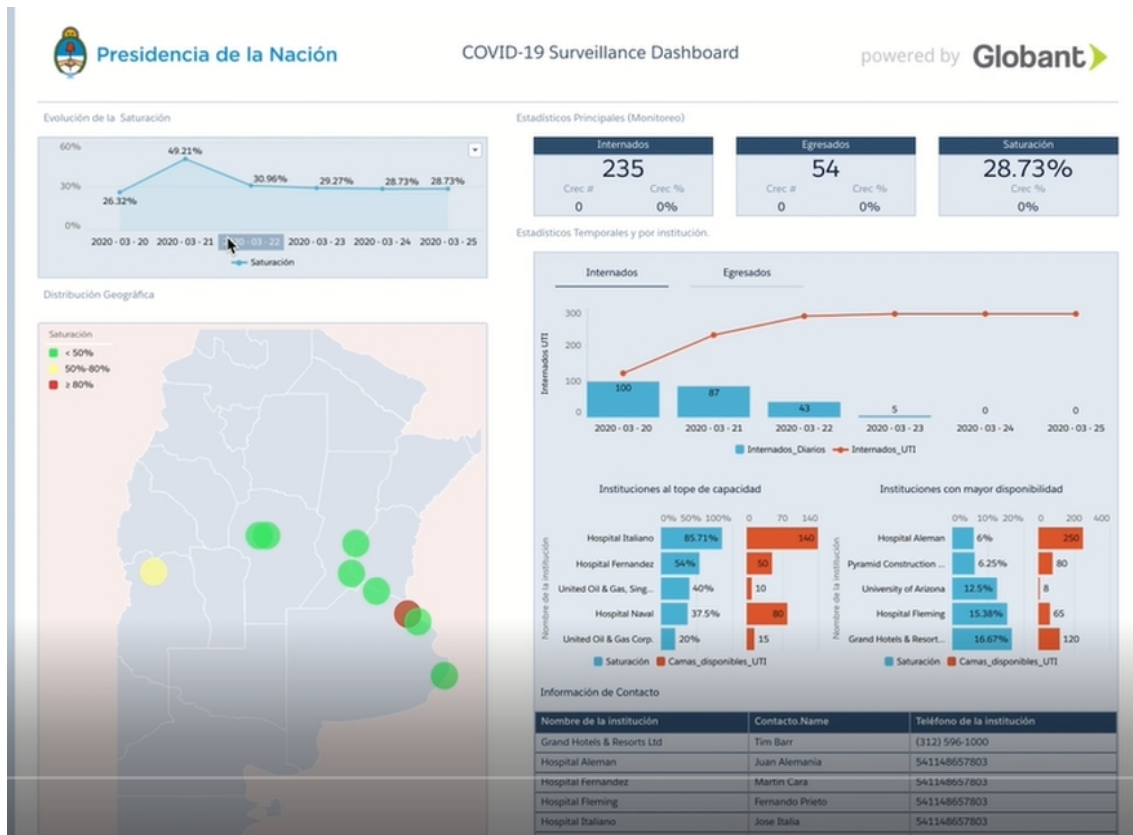 Presidencia de la Nación
COVID-19 Surveillance Dashboard
powered by Globant
Evolución de la Saturación
60%
30%
0%
26.32%
49.21%
30.96%
29.27%
28.73%
28.73%
2020 - 03 - 20 2020 - 03 - 21 2020 - 03 - 22 2020 - 03 - 23 2020 - 03 - 24 2020 - 03 - 25
Saturación
Estadísticos Principales (Monitoreo)
Internados
235
Crec # Crec %
0 0%
Egresados
54
Crec # Crec %
0 0%
Saturación
28.73%
Crec %
0%
Distribución Geográfica
Saturación
< 50%
50%-80%
≥ 80%
Estadísticos Temporales y por institución.
Internados Egresados
Internados UTI
300
200
100
0
100 87 43 5 0 0
2020 - 03 - 20 2020 - 03 - 21 2020 - 03 - 22 2020 - 03 - 23 2020 - 03 - 24 2020 - 03 - 25
Internados_Diarios Internados_UTI
Instituciones al tope de capacidad
0% 50% 100% 0 70 140
Nombre de la institución
Hospital Italiano 85.71% 140
Hospital Fernandez 54% 50
United Oil & Gas, Sing... 40% 10
Hospital Naval 37.5% 80
United Oil & Gas Corp. 20% 15
Saturación Camas_disponibles_UTI
Instituciones con mayor disponibilidad
0% 10% 20% 0 200 400
Nombre de la institución
Hospital Aleman 6% 250
Pyramid Construction ... 6.25% 80
University of Arizona 12.5% 8
Hospital Fleming 15.38% 65
Grand Hotels & Resort... 16.67% 120
Saturación Camas_disponibles_UTI
Información de Contacto
Nombre de la institución Contacto.Name Teléfono de la institución
Grand Hotels & Resorts Ltd Tim Barr (312) 596-1000
Hospital Aleman Juan Alemania 541148657803
Hospital Fernandez Martin Cara 541148657803
Hospital Fleming Fernando Prieto 541148657803
Hospital Italiano Jose Italia 541148657803